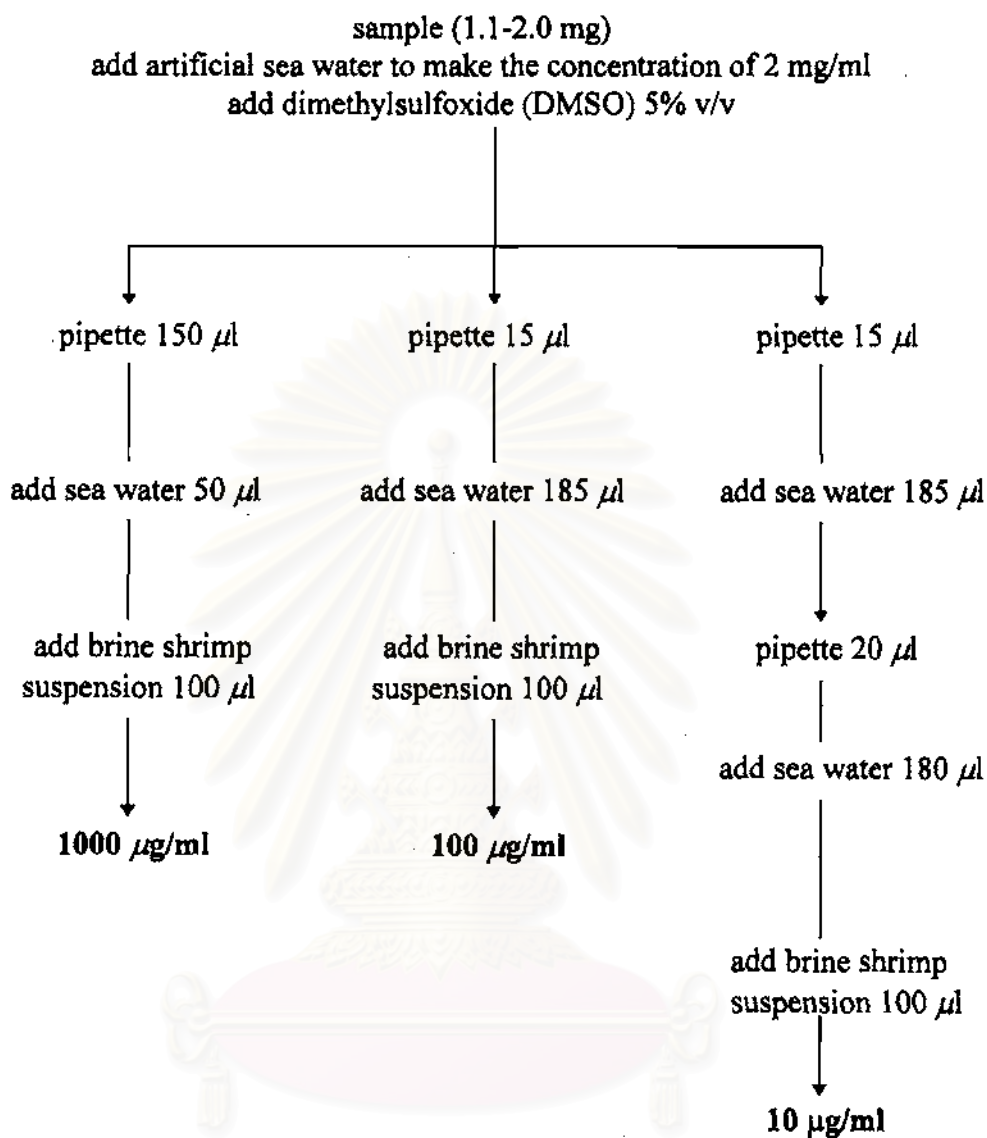 sample (1.1-2.0 mg)
add artificial sea water to make the concentration of 2 mg/ml
add dimethylsulfoxide (DMSO) 5% v/v
pipette 150 µl
add sea water 50 µl
add brine shrimp
suspension 100 µl
1000 µg/ml
pipette 15 µl
add sea water 185 µl
add brine shrimp
suspension 100 µl
100 µg/ml
pipette 15 µl
add sea water 185 µl
pipette 20 µl
add sea water 180 µl
add brine shrimp
suspension 100 µl
10 µg/ml